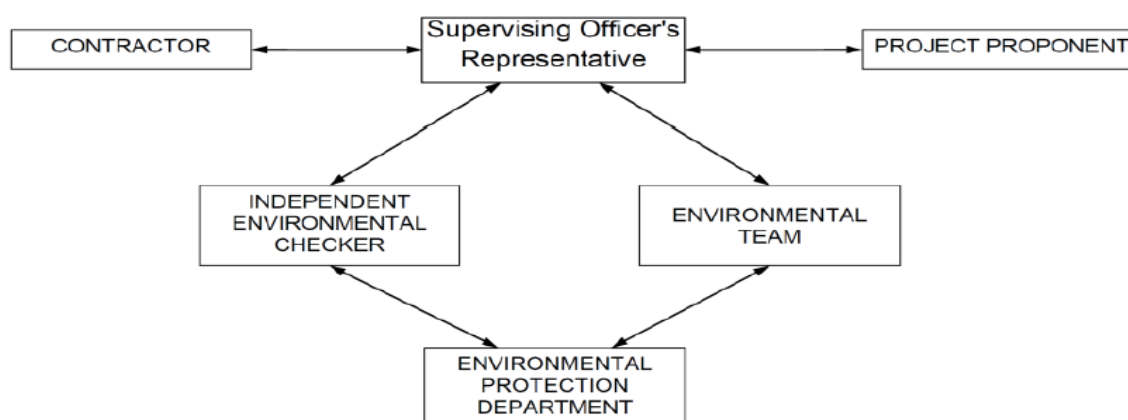 CONTRACTOR
Supervising Officer's
Representative
PROJECT PROPONENT
INDEPENDENT
ENVIRONMENTAL
CHECKER
ENVIRONMENTAL
TEAM
ENVIRONMENTAL
PROTECTION
DEPARTMENT